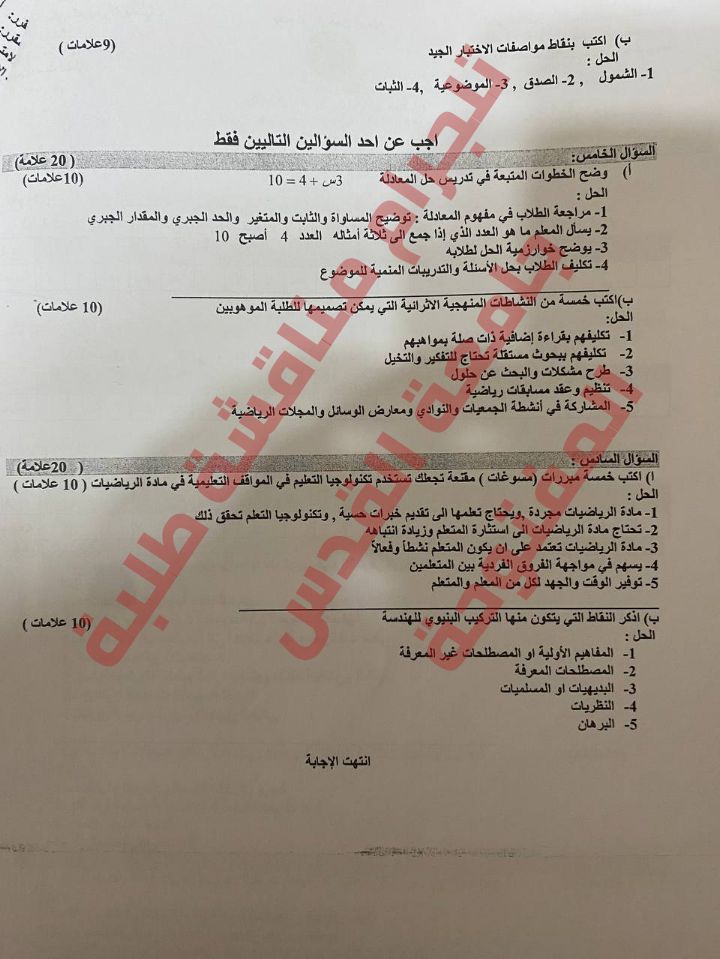 قرر:
مقرر:
ب) اكتب بنقاط مواصفات الاختبار الجيد (9علامات )
الحل :
1- الشمول , 2- الصدق , 3- الموضوعية , 4- الثبات
اجب عن احد السؤالين التاليين فقط
السؤال الخامس: ( 20 علامة)
أ) وضح الخطوات المتبعة في تدريس حل المعادلة 3س + 4 = 10 (10علامات )
الحل :
1- مراجعة الطلاب في مفهوم المعادلة : توضيح المساواة والثابت والمتغير والحد الجبري والمقدار الجبري
2- يسأل المعلم ما هو العدد الذي إذا جمع الى ثلاثة أمثاله العدد 4 أصبح 10
3- يوضح خوارزمية الحل لطلابه
4- تكليف الطلاب بحل الأسئلة والتدريبات المنمية للموضوع
ب)اكتب خمسة من النشاطات المنهجية الاثرائية التي يمكن تصميمها للطلبة الموهوبين (10 علامات )
الحل:
1- تكليفهم بقراءة إضافية ذات صلة بمواهبهم
2- تكليفهم ببحوث مستقلة تحتاج للتفكير والتخيل
3- طرح مشكلات والبحث عن حلول
4- تنظيم وعقد مسابقات رياضية
5- المشاركة في أنشطة الجمعيات والنوادي ومعارض الوسائل والمجلات الرياضية
السؤال السادس : ( 20علامة)
ا) اكتب خمسة مبررات (مسوغات ) مقنعة تجعلك تستخدم تكنولوجيا التعليم في المواقف التعليمية في مادة الرياضيات ( 10 علامات )
الحل :
1- مادة الرياضيات مجردة ,ويحتاج تعلمها الى تقديم خبرات حسية , وتكنولوجيا التعلم تحقق ذلك
2- تحتاج مادة الرياضيات الى استثارة المتعلم وزيادة انتباهه
3- مادة الرياضيات تعتمد على ان يكون المتعلم نشطاً وفعالاً
4- يسهم في مواجهة الفروق الفردية بين المتعلمين
5- توفير الوقت والجهد لكل من المعلم والمتعلم
ب) اذكر النقاط التي يتكون منها التركيب البنيوي للهندسة (10 علامات )
الحل :
1- المفاهيم الأولية او المصطلحات غير المعرفة
2- المصطلحات المعرفة
3- البديهيات او المسلميات
4- النظريات
5- البرهان
انتهت الإجابة
تلجرام مناقشة طلبة
جامعة القدس
المفتوحة